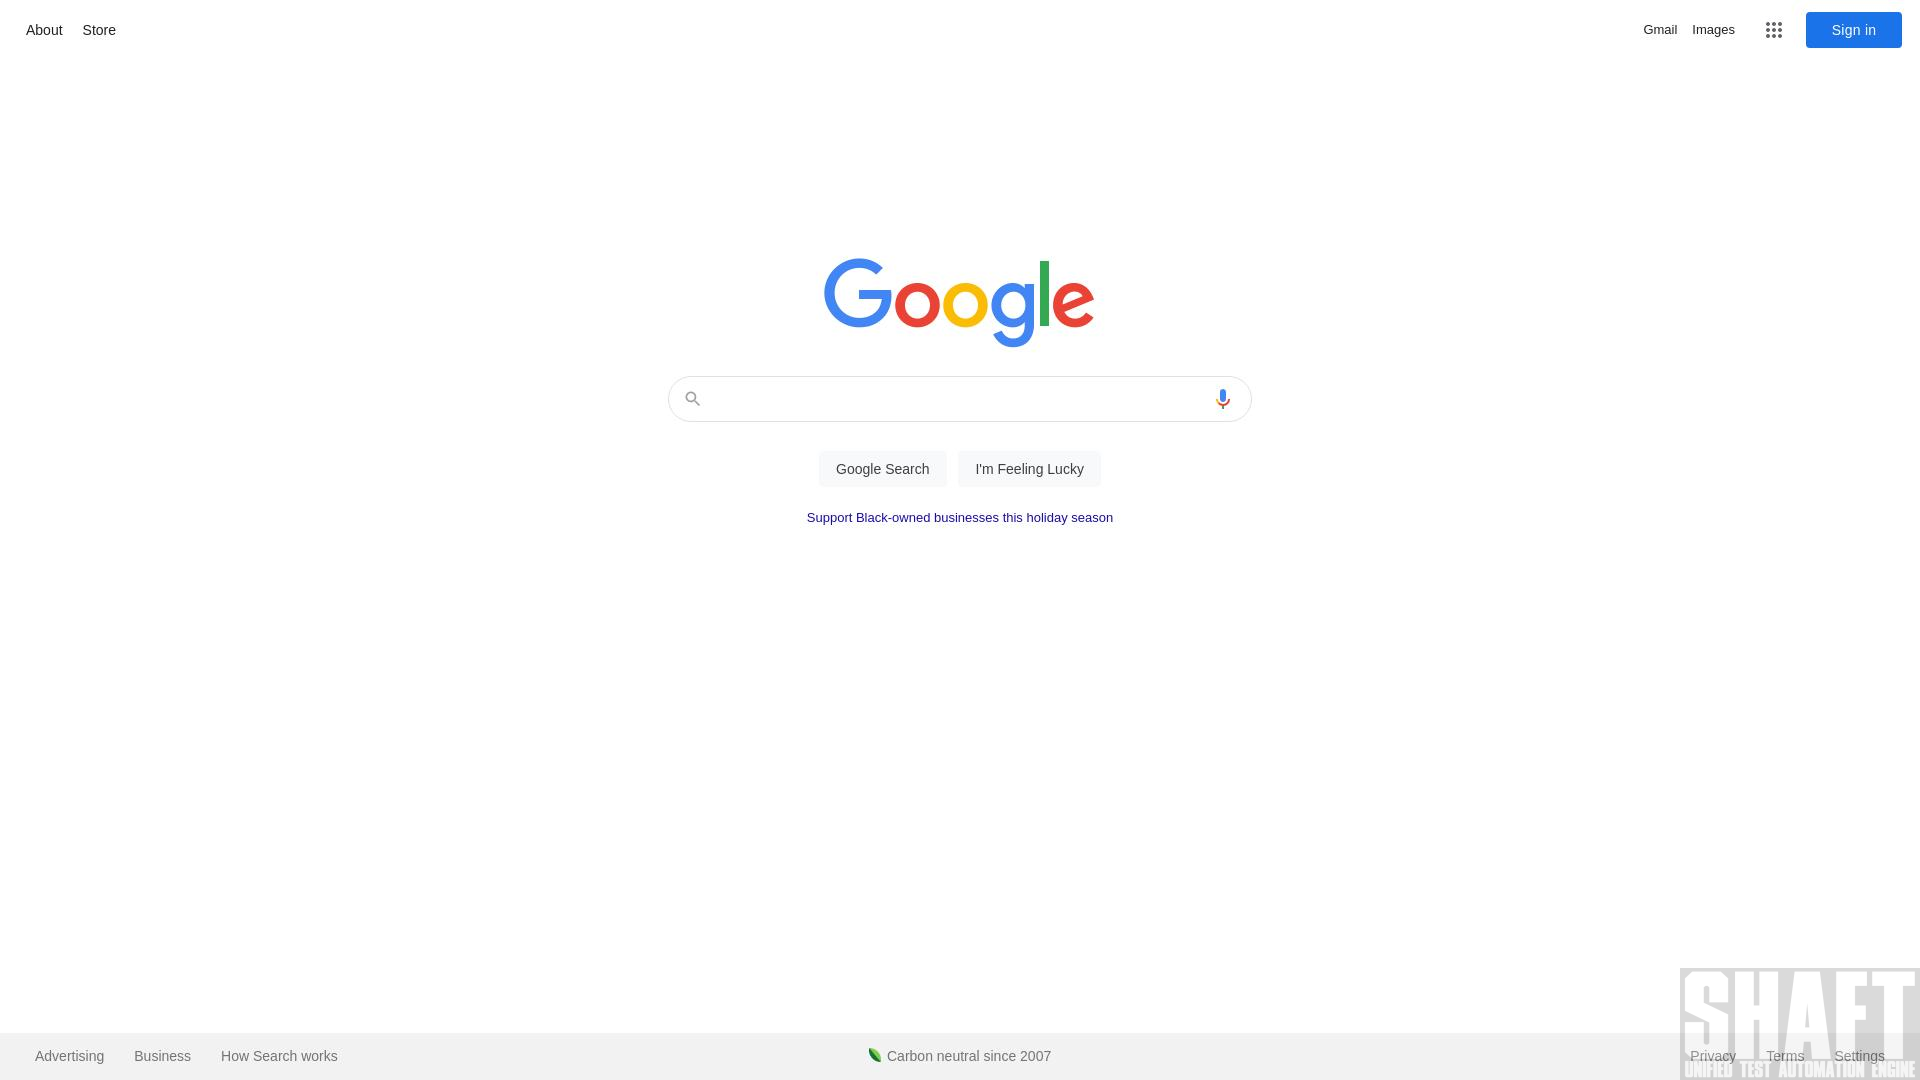 About Store Gmail Images Sign in
Google
Google Search I'm Feeling Lucky
Support Black-owned businesses this holiday season
SHAFT
Advertising Business How Search works Carbon neutral since 2007 Privacy Terms Settings
UNIFIED TEST AUTOMATION ENGINE